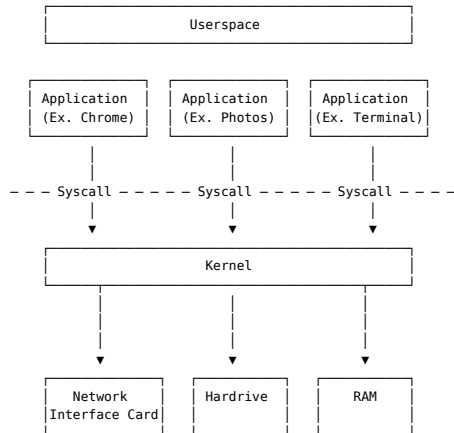 Userspace
Application Application Application
(Ex. Chrome) (Ex. Photos) (Ex. Terminal)
Syscall Syscall Syscall
Kernel
Network Hardrive RAM
Interface Card